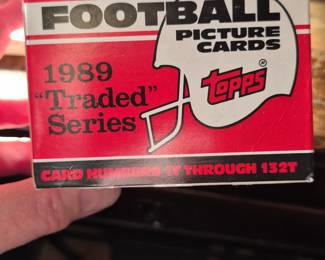 FOOTBALL
PICTURE
CARDS
1989
"Traded"
Series
topps®
CARD NUMBERS 1T THROUGH 132T